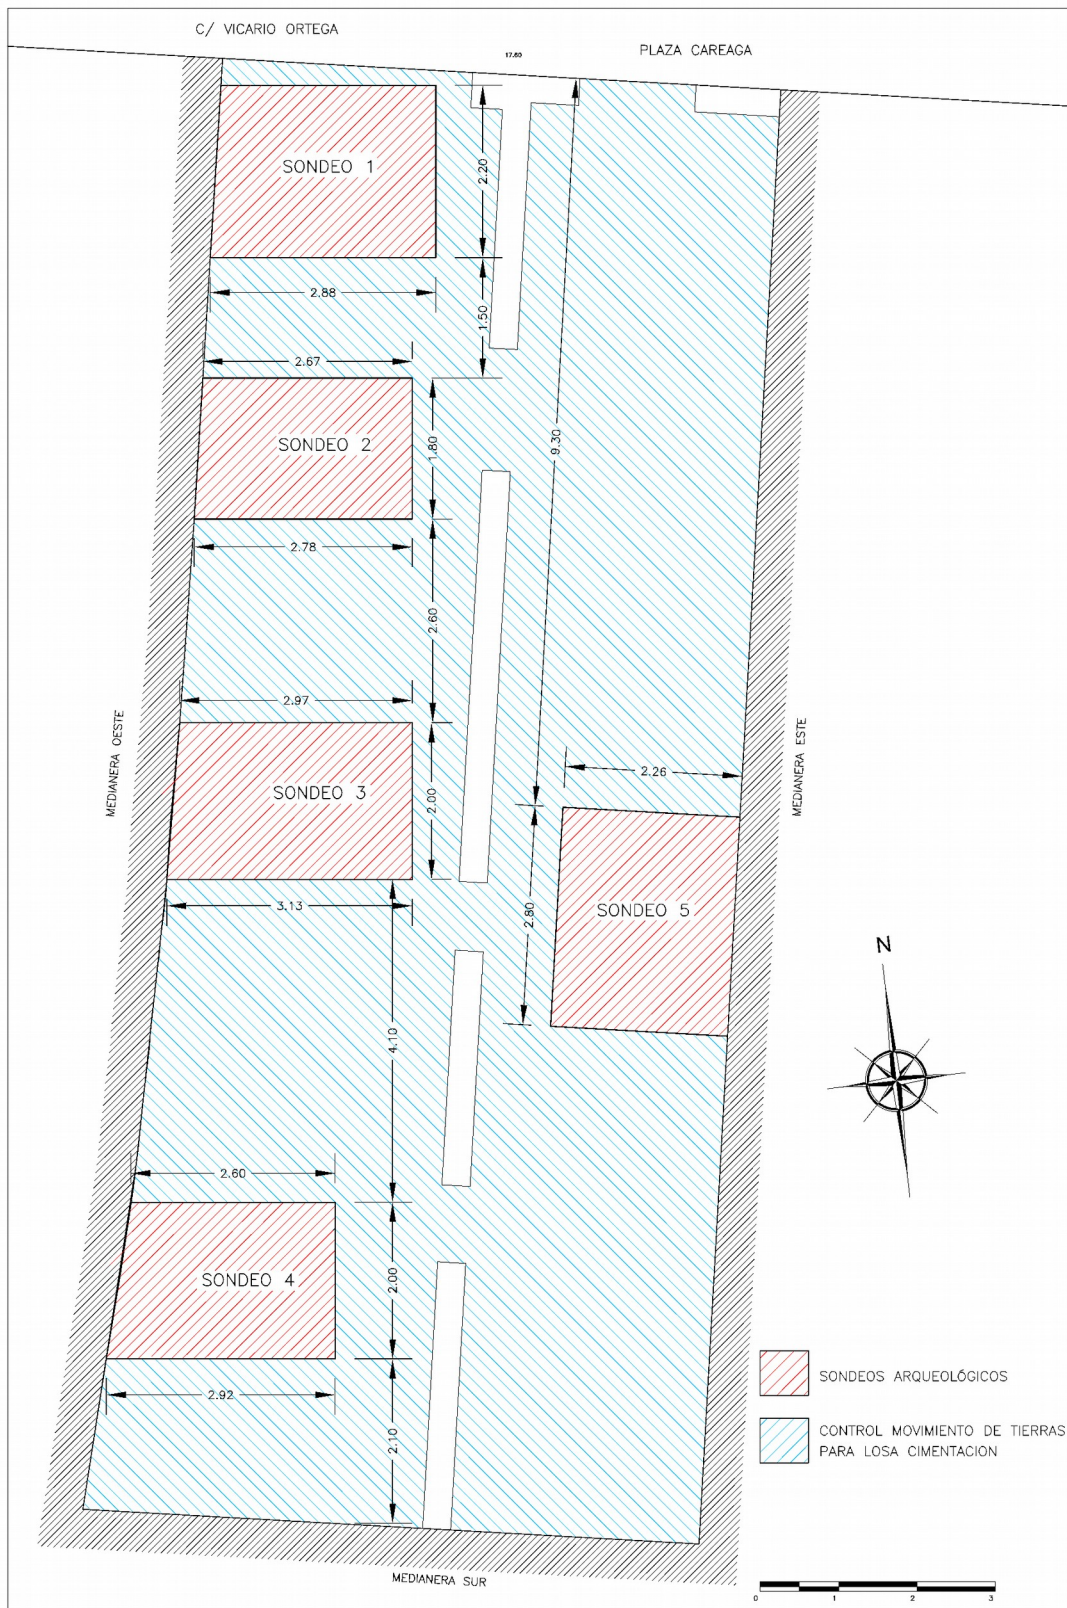 C/ VICARIO ORTEGA
PLAZA CAREAGA
17.60
SONDEO 1
2.20
2.88
1.50
2.67
SONDEO 2
1.80
9.30
2.78
2.60
2.97
MEDIANERA OESTE
MEDIANERA ESTE
2.26
SONDEO 3
2.00
3.13
SONDEO 5
2.80
N
4.10
2.60
SONDEO 4
2.00
2.92
2.10
SONDEOS ARQUEOLÓGICOS
CONTROL MOVIMIENTO DE TIERRAS
PARA LOSA CIMENTACION
MEDIANERA SUR
0 1 2 3